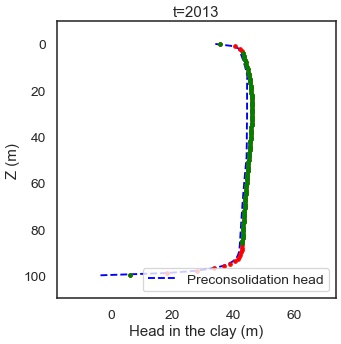 t=2013
0
20
40
60
80
100
Z (m)
Preconsolidation head
0 20 40 60
Head in the clay (m)